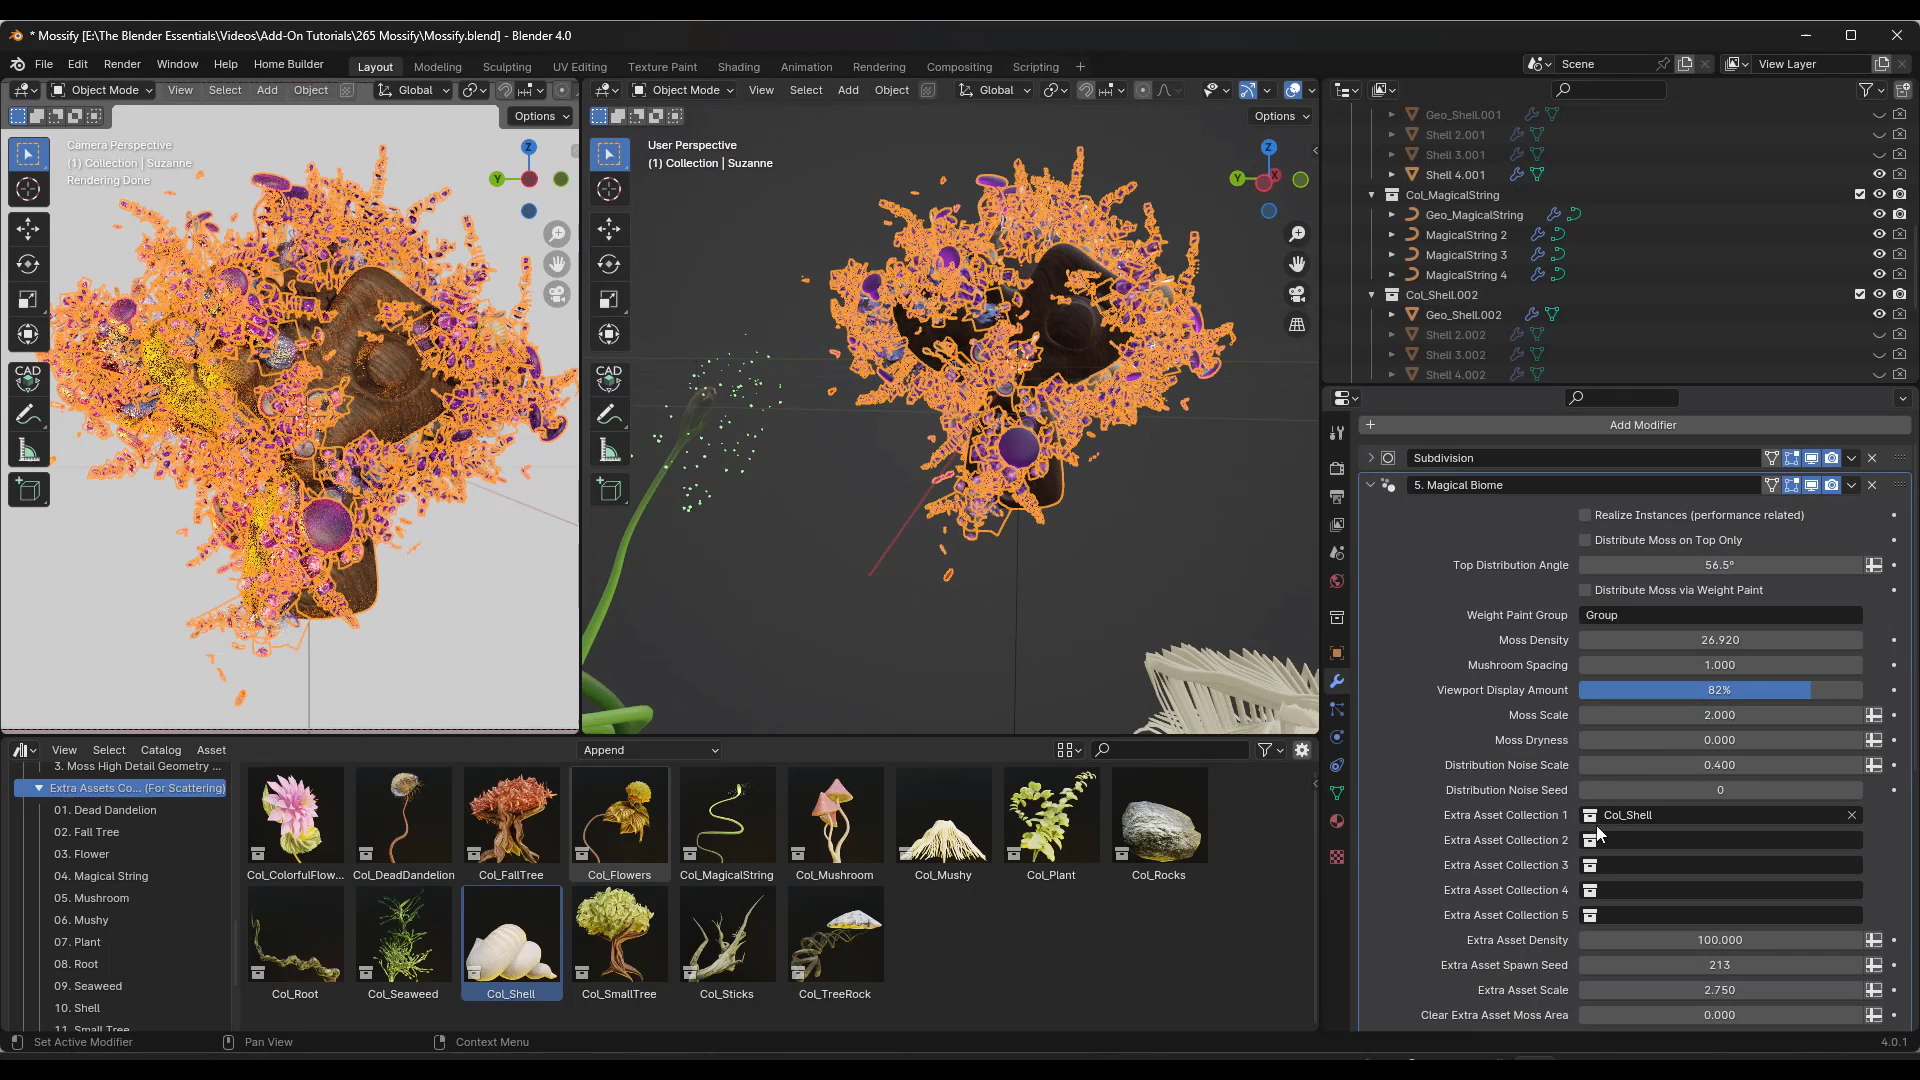 * Mossify [E:\The Blender Essentials\Videos\Add-On Tutorials\265 Mossify\Mossify.blend] - Blender 4.0
File Edit Render Window Help Home Builder
Layout Modeling Sculpting UV Editing Texture Paint Shading Animation Rendering Compositing Scripting +
Scene
View Layer
Object Mode View Select Add Object Global
Object Mode View Select Add Object Global
Options
Options
Camera Perspective
(1) Collection | Suzanne
Rendering Done
User Perspective
(1) Collection | Suzanne
Z
Y
Z
Y
X
CAD
CAD
Geo_Shell.001
Shell 2.001
Shell 3.001
Shell 4.001
Col_MagicalString
Geo_MagicalString
MagicalString 2
MagicalString 3
MagicalString 4
Col_Shell.002
Geo_Shell.002
Shell 2.002
Shell 3.002
Shell 4.002
+ Add Modifier
Subdivision
5. Magical Biome
Realize Instances (performance related)
Distribute Moss on Top Only
Top Distribution Angle 56.5°
Distribute Moss via Weight Paint
Weight Paint Group Group
Moss Density 26.920
Mushroom Spacing 1.000
Viewport Display Amount 82%
Moss Scale 2.000
Moss Dryness 0.000
Distribution Noise Scale 0.400
Distribution Noise Seed 0
Extra Asset Collection 1 Col_Shell
Extra Asset Collection 2
Extra Asset Collection 3
Extra Asset Collection 4
Extra Asset Collection 5
Extra Asset Density 100.000
Extra Asset Spawn Seed 213
Extra Asset Scale 2.750
Clear Extra Asset Moss Area 0.000
View Select Catalog Asset
Append
3. Moss High Detail Geometry ...
Extra Assets Co... (For Scattering)
01. Dead Dandelion
02. Fall Tree
03. Flower
04. Magical String
05. Mushroom
06. Mushy
07. Plant
08. Root
09. Seaweed
10. Shell
11. Small Tree
Col_ColorfulFlow... Col_DeadDandelion Col_FallTree Col_Flowers Col_MagicalString Col_Mushroom Col_Mushy Col_Plant Col_Rocks
Col_Root Col_Seaweed Col_Shell Col_SmallTree Col_Sticks Col_TreeRock
Set Active Modifier
Pan View
Context Menu
4.0.1